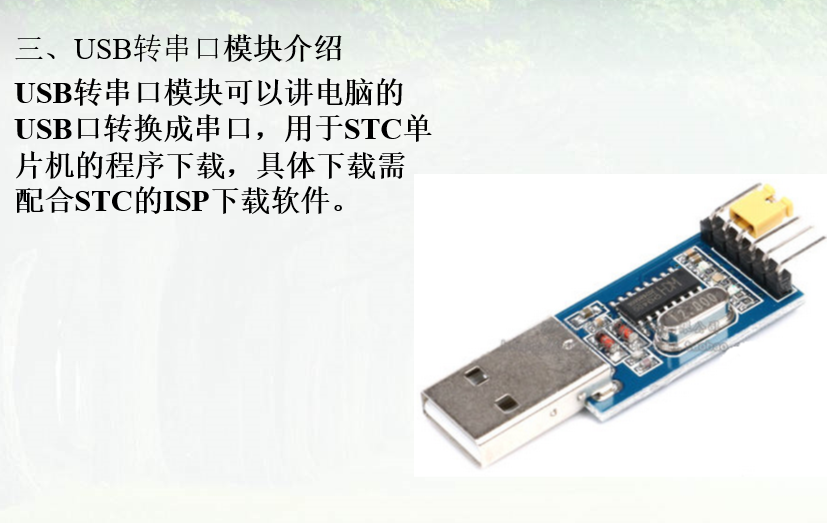 三、USB转串口模块介绍
USB转串口模块可以讲电脑的
USB口转换成串口，用于STC单
片机的程序下载，具体下载需
配合STC的ISP下载软件。
12.000